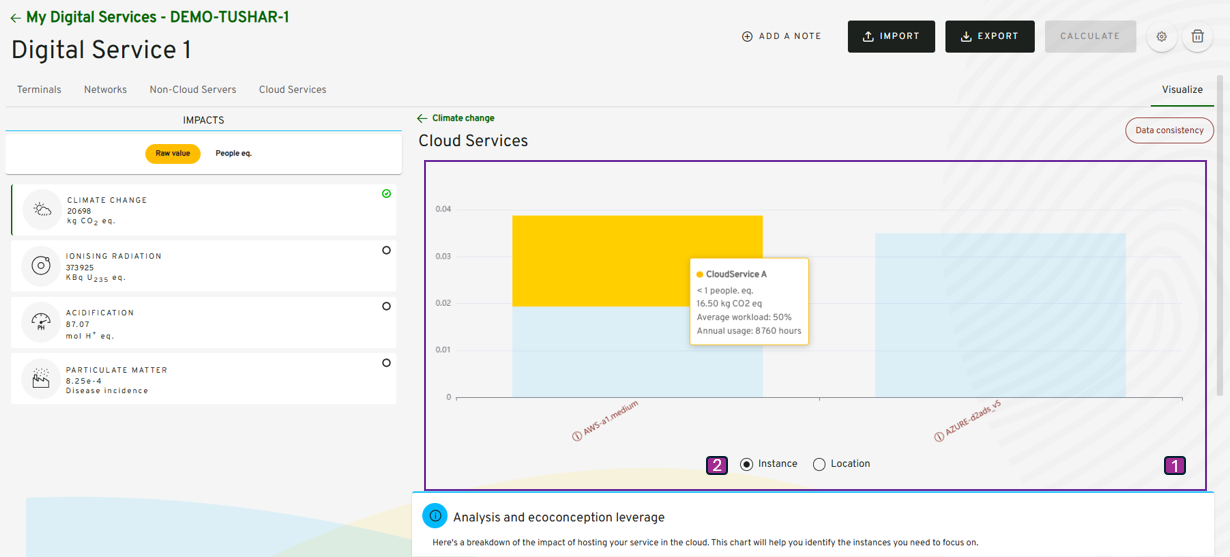 My Digital Services - DEMO-TUSHAR-1
Digital Service 1
ADD A NOTE
IMPORT
EXPORT
CALCULATE
Terminals
Networks
Non-Cloud Servers
Cloud Services
Visualize
IMPACTS
Raw value
People eq.
CLIMATE CHANGE
20698
kg CO2 eq.
IONISING RADIATION
373925
KBq U235 eq.
PH
ACIDIFICATION
87.07
mol H+ eq.
PARTICULATE MATTER
8.25e-4
Disease incidence
Climate change
Cloud Services
Data consistency
0.04
0.03
0.02
0.01
0
CloudService A
< 1 people. eq.
16.50 kg CO2 eq
Average workload: 50%
Annual usage: 8760 hours
AWS-a1.medium
AZURE-d2ads_v5
2
Instance
Location
1
Analysis and ecoconception leverage
Here's a breakdown of the impact of hosting your service in the cloud. This chart will help you identify the instances you need to focus on.